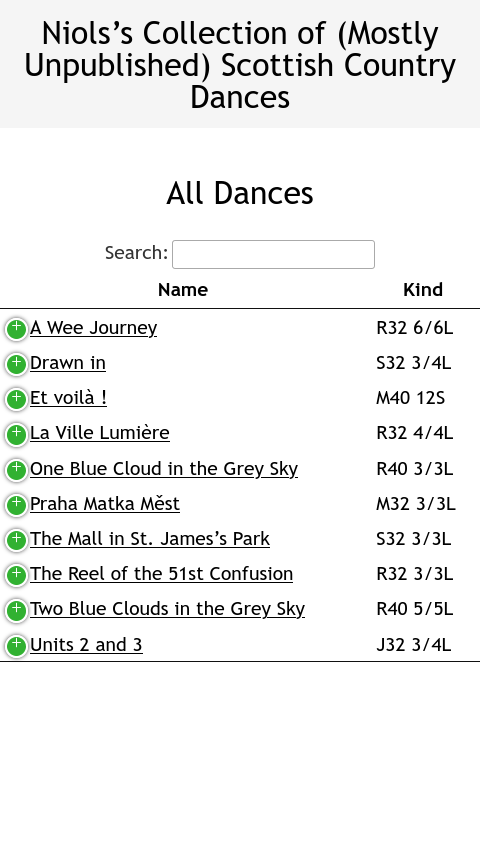 Niols’s Collection of (Mostly
Unpublished) Scottish Country
Dances
All Dances
Search:
Name Kind
A Wee Journey R32 6/6L
Drawn in S32 3/4L
Et voilà ! M40 12S
La Ville Lumière R32 4/4L
One Blue Cloud in the Grey Sky R40 3/3L
Praha Matka Měst M32 3/3L
The Mall in St. James’s Park S32 3/3L
The Reel of the 51st Confusion R32 3/3L
Two Blue Clouds in the Grey Sky R40 5/5L
Units 2 and 3 J32 3/4L